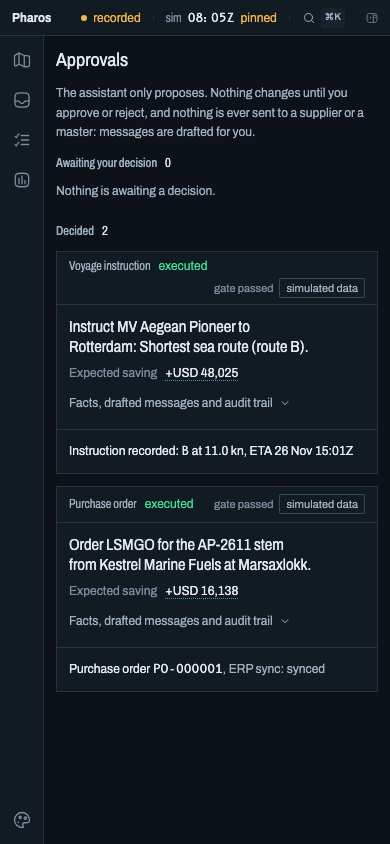 Pharos recorded sim 08:05Z pinned ⌘K
Approvals
The assistant only proposes. Nothing changes until you
approve or reject, and nothing is ever sent to a supplier or a
master: messages are drafted for you.
Awaiting your decision 0
Nothing is awaiting a decision.
Decided 2
Voyage instruction executed
gate passed simulated data
Instruct MV Aegean Pioneer to
Rotterdam: Shortest sea route (route B).
Expected saving +USD 48,025
Facts, drafted messages and audit trail
Instruction recorded: B at 11.0 kn, ETA 26 Nov 15:01Z
Purchase order executed gate passed simulated data
Order LSMGO for the AP-2611 stem
from Kestrel Marine Fuels at Marsaxlokk.
Expected saving +USD 16,138
Facts, drafted messages and audit trail
Purchase order PO-000001, ERP sync: synced